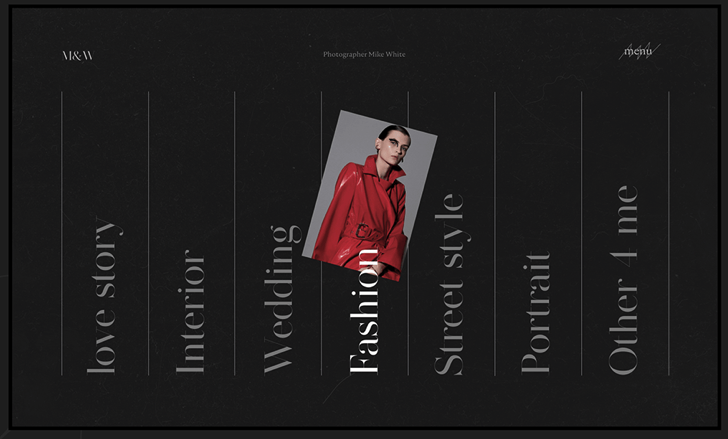 M&W
Photographer Mike White
menu
love story
Interior
Wedding
Fashion
Street style
Portrait
Other 4 me